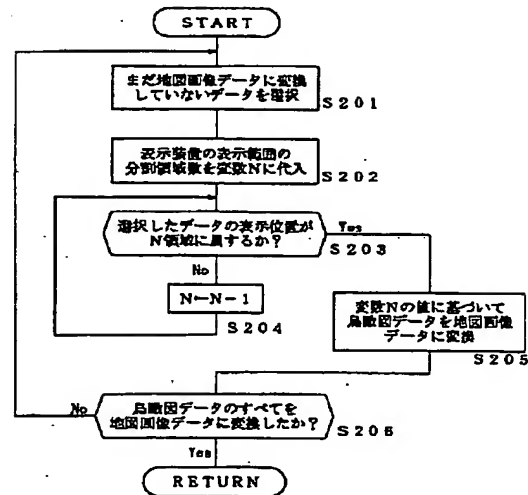 START
まだ地図画像データに変換
していないデータを選択
S201
表示装置の表示範囲の
分割領域数を変数Nに代入
S202
選択したデータの表示位置が
N領域に属するか?
Yes
S203
No
N←N-1
S204
変数Nの値に基づいて
鳥瞰図データを地図画像
データに変換
S205
No
鳥瞰図データのすべてを
地図画像データに変換したか?
S206
Yes
RETURN